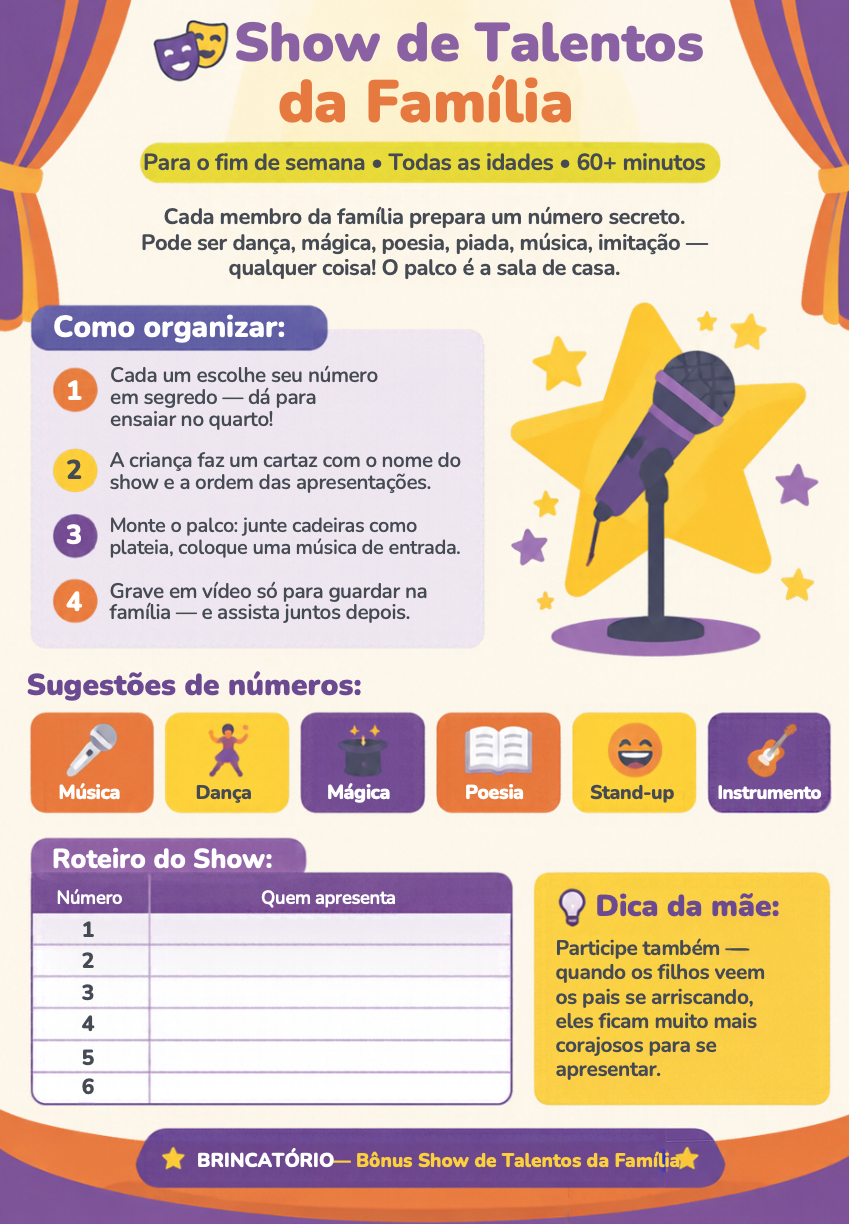 Show de Talentos
da Família
Para o fim de semana • Todas as idades • 60+ minutos
Cada membro da família prepara um número secreto.
Pode ser dança, mágica, poesia, piada, música, imitação —
qualquer coisa! O palco é a sala de casa.
Como organizar:
1 Cada um escolhe seu número
em segredo — dá para
ensaiar no quarto!
2 A criança faz um cartaz com o nome do
show e a ordem das apresentações.
3 Monte o palco: junte cadeiras como
plateia, coloque uma música de entrada.
4 Grave em vídeo só para guardar na
família — e assista juntos depois.
Sugestões de números:
Música Dança Mágica Poesia Stand-up Instrumento
Roteiro do Show:
Número Quem apresenta
1
2
3
4
5
6
Dica da mãe:
Participe também —
quando os filhos veem
os pais se arriscando,
eles ficam muito mais
corajosos para se
apresentar.
BRINCATÓRIO— Bônus Show de Talentos da Família